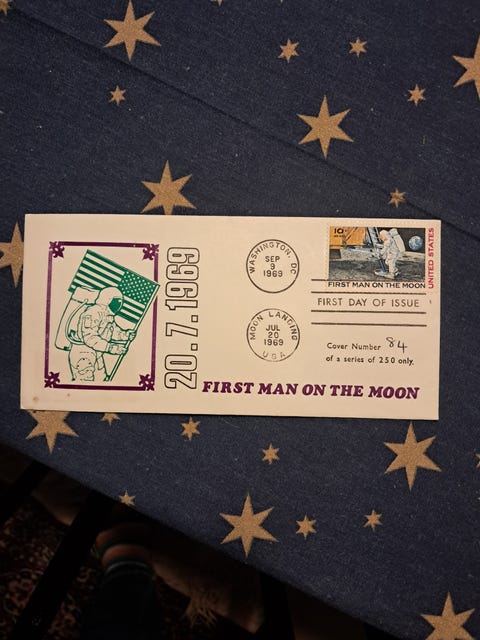 20.7.1969
WASHINGTON, DC
SEP
9
1969
MOON LANDING
JUL
20
1969
USA
10¢
UNITED STATES
FIRST MAN ON THE MOON
FIRST DAY OF ISSUE
Cover Number 84
of a series of 250 only.
FIRST MAN ON THE MOON